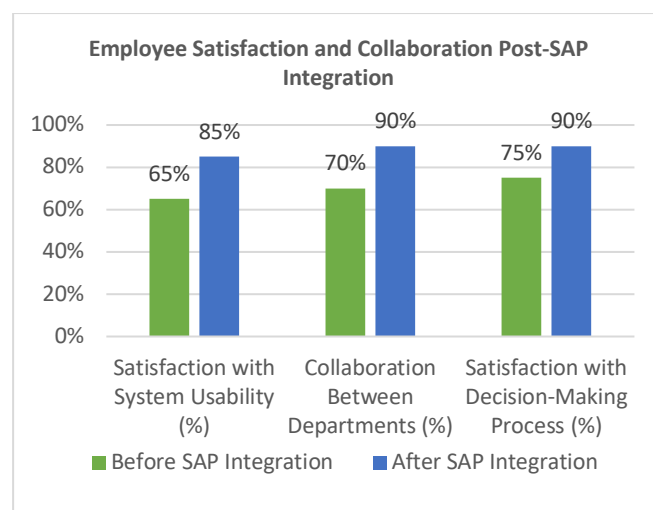 Employee Satisfaction and Collaboration Post-SAP
Integration
100%
80%
60%
40%
20%
0%
65%
85%
70%
90%
75%
90%
Satisfaction with
System Usability
(%)
Collaboration
Between
Departments (%)
Satisfaction with
Decision-Making
Process (%)
Before SAP Integration
After SAP Integration